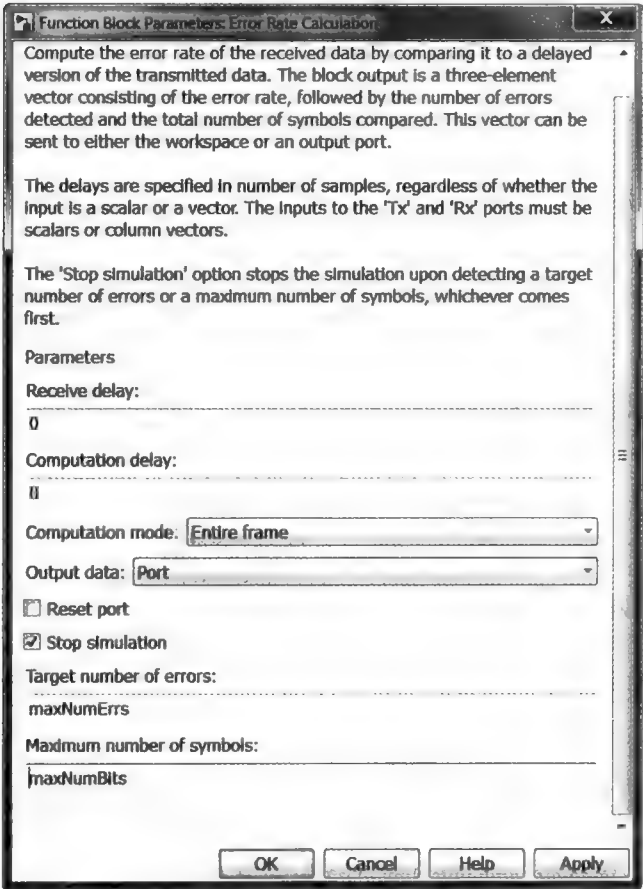 Function Block Parameters: Error Rate Calculation
Compute the error rate of the received data by comparing it to a delayed
version of the transmitted data. The block output is a three-element
vector consisting of the error rate, followed by the number of errors
detected and the total number of symbols compared. This vector can be
sent to either the workspace or an output port.
The delays are specified in number of samples, regardless of whether the
input is a scalar or a vector. The inputs to the 'Tx' and 'Rx' ports must be
scalars or column vectors.
The 'Stop simulation' option stops the simulation upon detecting a target
number of errors or a maximum number of symbols, whichever comes
first.
Parameters
Receive delay:
0
Computation delay:
0
Computation mode: Entire frame
Output data: Port
Reset port
Stop simulation
Target number of errors:
maxNumErrs
Maximum number of symbols:
maxNumBits
OK Cancel Help Apply